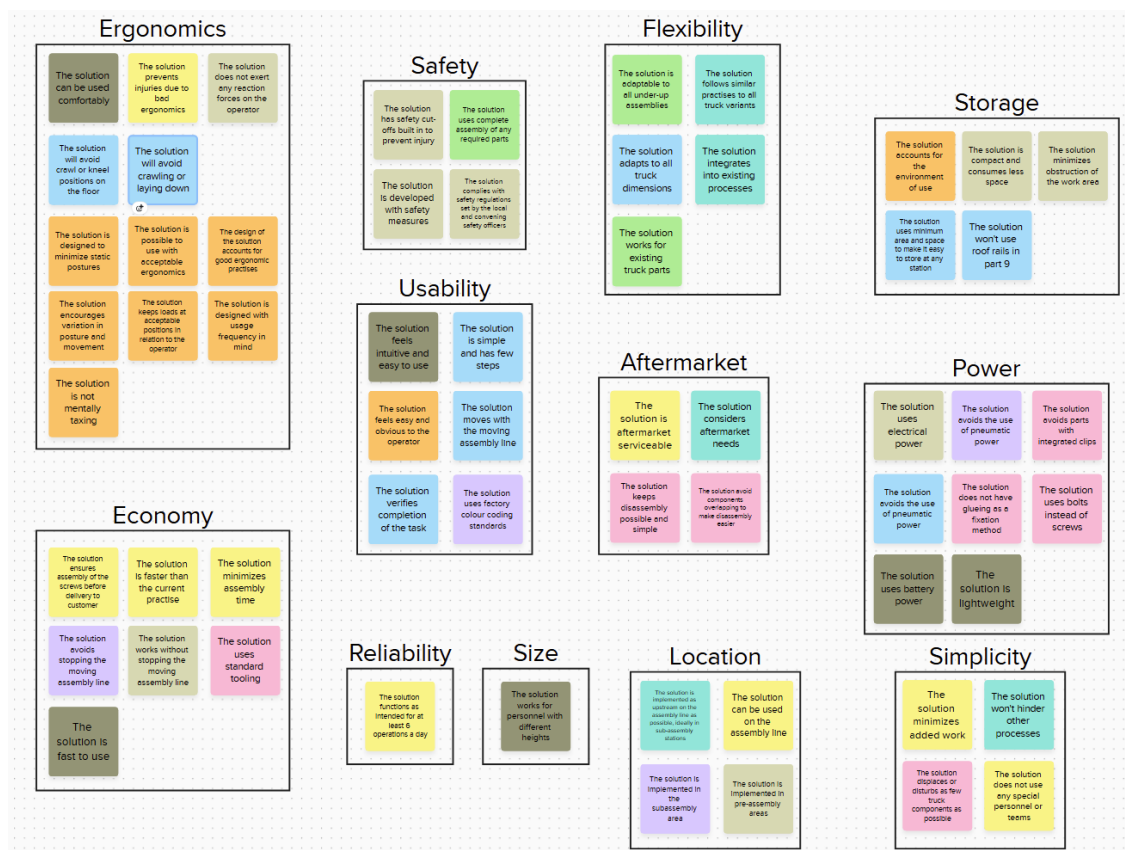 Ergonomics
The solution
can be used
comfortably
The solution
prevents
injuries due to
bad
ergonomics
The solution
does not exert
any reaction
forces on the
operator
The solution
will avoid
crawl or kneel
positions on
the floor
The solution
will avoid
crawling or
laying down
The solution is
designed to
minimize static
postures
The solution is
possible to
use with
acceptable
ergonomics
The design of
the solution
accounts for
good ergonomic
practises
The solution
encourages
variation in
posture and
movement
The solution
keeps loads at
acceptable
positions in
relation to the
operator
The solution is
designed with
usage
frequency in
mind
The solution
is not
mentally
taxing
Safety
The solution
has safety cut-
offs built in to
prevent injury
The solution
uses complete
assembly of any
required parts
The solution
is developed
with safety
measures
The solution
complies with
safety regulations
set by the local
and convening
safety officers
Flexibility
The solution is
adaptable to
all under-up
assemblies
The solution
follows similar
practises to all
truck variants
The solution
adapts to all
truck
dimensions
The solution
integrates
into existing
processes
The solution
works for
existing
truck parts
Storage
The solution
accounts for
the
environment
of use
The solution is
compact and
consumes less
space
The solution
minimizes
obstruction of
the work area
The solution
uses minimum
area and space
to make it easy
to store at any
station
The solution
won't use
roof rails in
part 9
Usability
The solution
feels
intuitive and
easy to use
The solution
is simple
and has few
steps
The solution
feels easy and
obvious to the
operator
The solution
moves with
the moving
assembly line
The solution
verifies
completion
of the task
The solution
uses factory
colour coding
standards
Aftermarket
The
solution is
aftermarket
serviceable
The solution
considers
aftermarket
needs
The solution
keeps
disassembly
possible and
simple
The solution avoid
components
overlapping to
make disassembly
easier
Power
The solution
uses
electrical
power
The solution
avoids the use
of pneumatic
power
The solution
avoids parts
with
integrated clips
The solution
avoids the use
of pneumatic
power
The solution
does not have
glueing as a
fixation
method
The solution
uses bolts
instead of
screws
The solution
uses battery
power
The
solution is
lightweight
Economy
The solution
ensures
assembly of the
screws before
delivery to
customer
The solution
is faster than
the current
practise
The
solution
minimizes
assembly
time
The solution
avoids
stopping the
moving
assembly line
The solution
works without
stopping the
moving
assembly line
The solution
uses
standard
tooling
The
solution is
fast to use
Reliability
The solution
functions as
intended for at
least 6
operations a
day
Size
The solution
works for
personnel with
different
heights
Location
The solution is
implemented as
upstream on the
assembly line as
possible, ideally in
sub-assembly
stations
The solution
can be used
on the
assembly line
The solution is
implemented in
the
subassembly
area
The solution is
implemented in
pre-assembly
areas
Simplicity
The
solution
minimizes
added work
The solution
won't hinder
other
processes
The solution
displaces or
disturbs as few
truck
components as
possible
The solution
does not use
any special
personnel or
teams